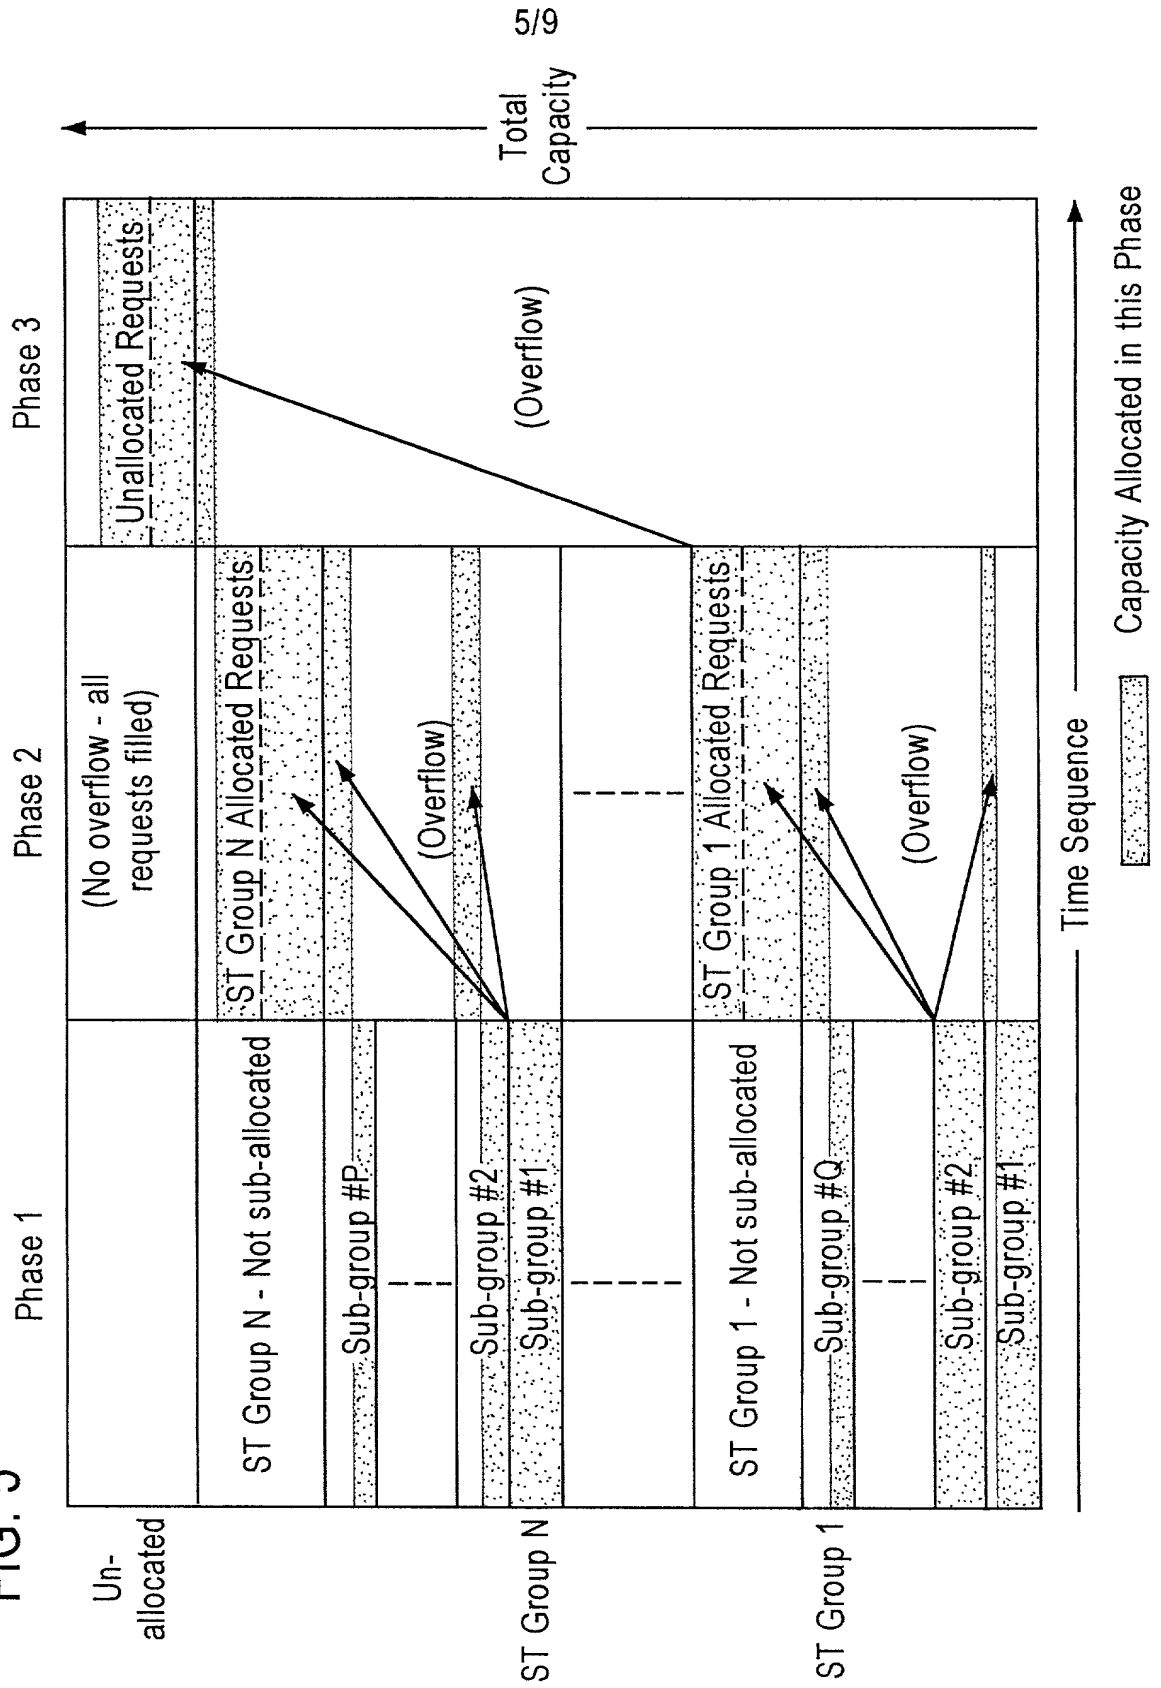 5/9
FIG. 5
Phase 1
Phase 2
Phase 3
Un-
allocated
(No overflow - all
requests filled)
Unallocated Requests
Total
Capacity
ST Group N - Not sub-allocated
ST Group N Allocated Requests
Sub-group #P
(Overflow)
(Overflow)
Sub-group #2
Sub-group #1
ST Group N
ST Group 1 - Not sub-allocated
ST Group 1 Allocated Requests
Sub-group #Q
(Overflow)
ST Group 1
Sub-group #2
Sub-group #1
Time Sequence
Capacity Allocated in this Phase